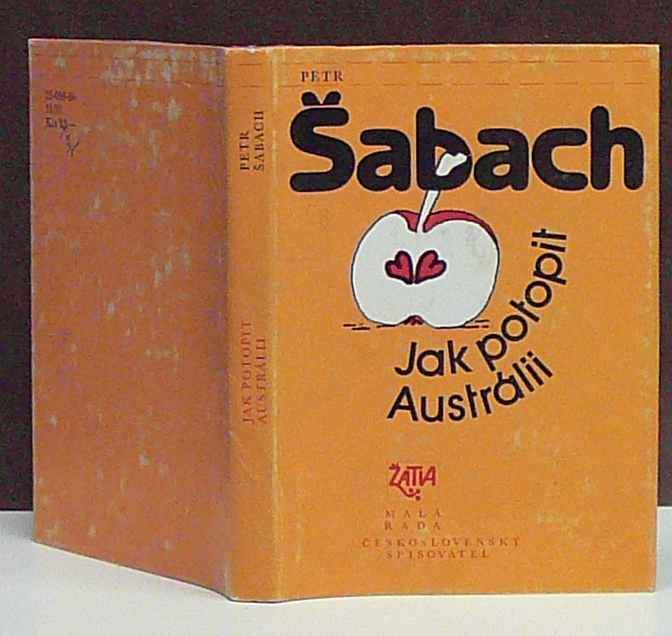 PETR
Šabach
Jak potopit
Austrálii
ŽATVA
MALÁ
ŘADA
ČESKOSLOVENSKÝ
SPISOVATEL
PETR
ŠABACH
JAK POTOPIT
AUSTRÁLII